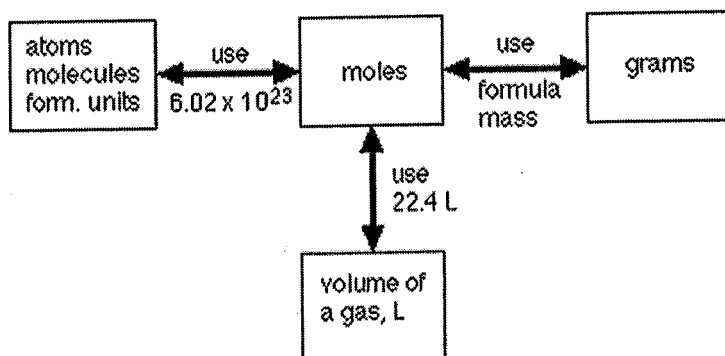 atoms
molecules
form. units
use
6.02 x 10²³
moles
use
formula
mass
grams
use
22.4 L
volume of
a gas, L